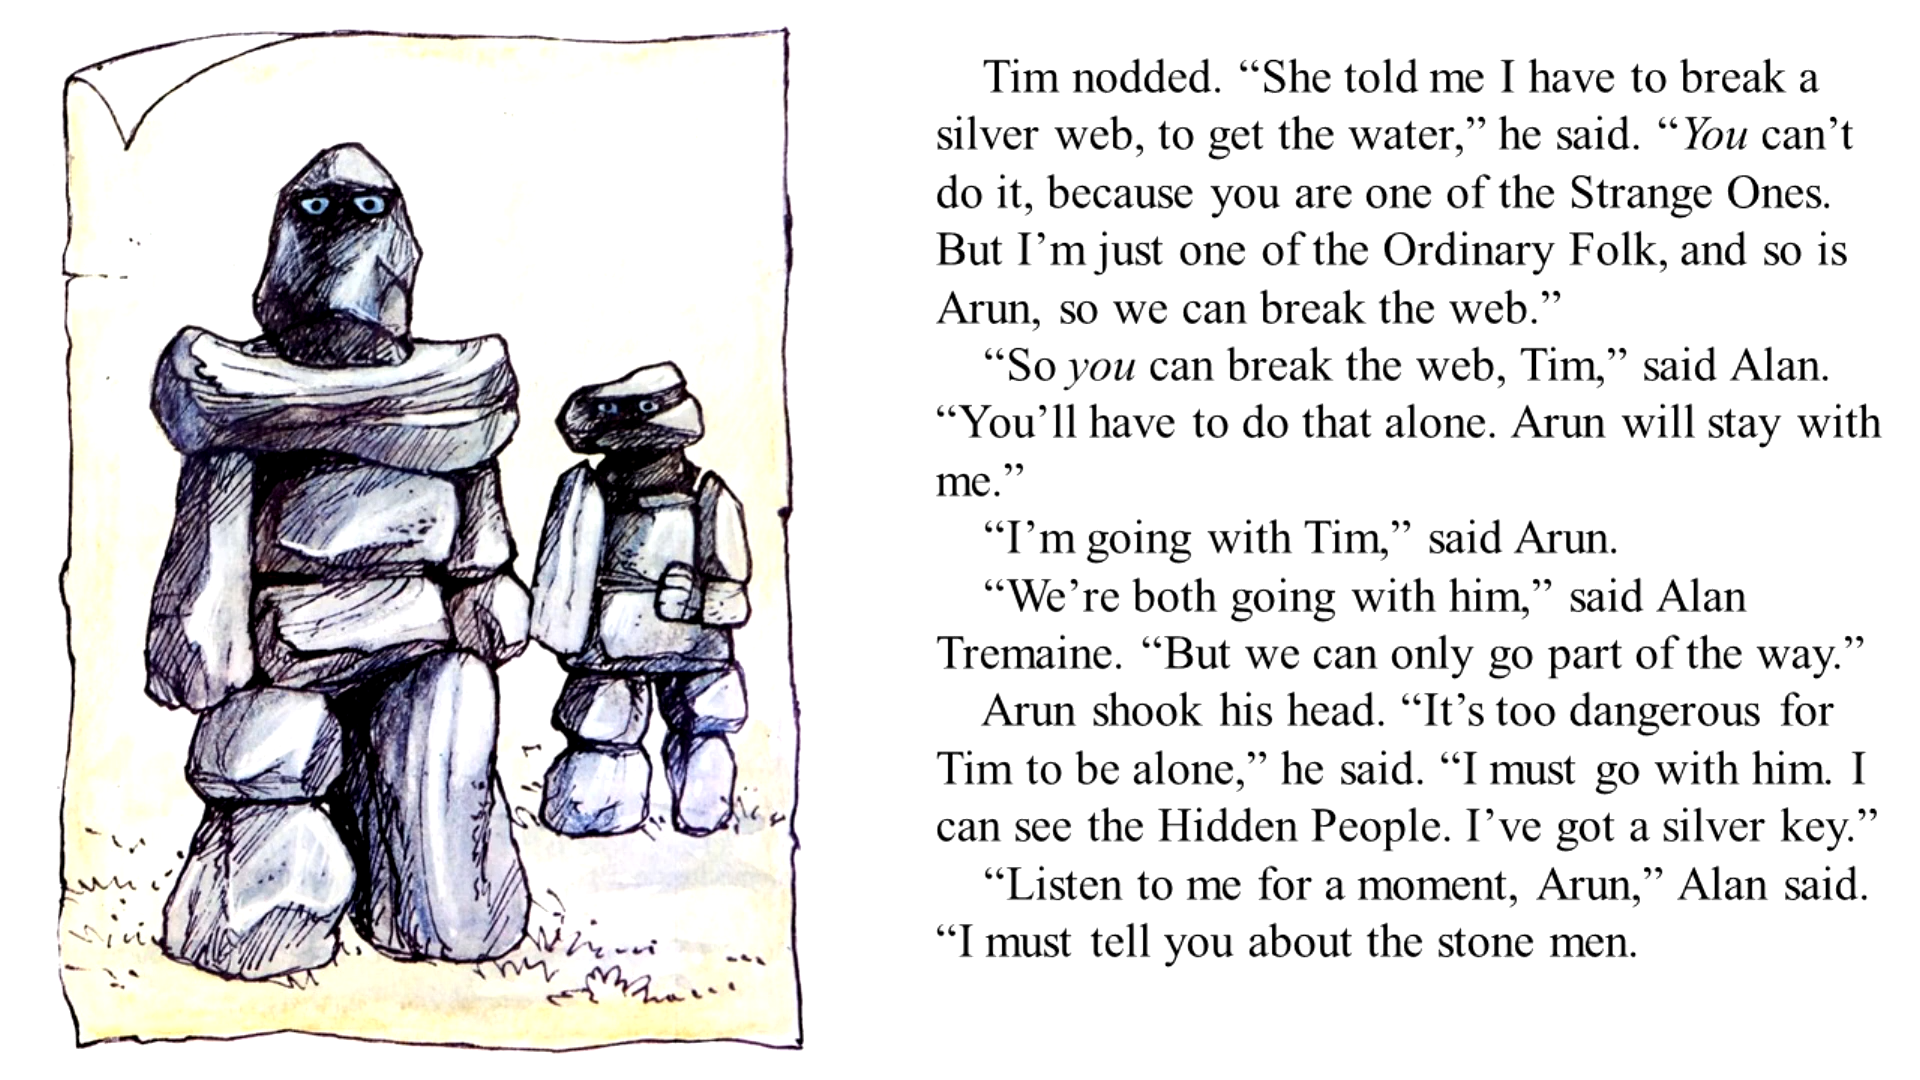 Tim nodded. “She told me I have to break a
silver web, to get the water,” he said. “You can’t
do it, because you are one of the Strange Ones.
But I’m just one of the Ordinary Folk, and so is
Arun, so we can break the web.”
“So you can break the web, Tim,” said Alan.
“You’ll have to do that alone. Arun will stay with
me.”
“I’m going with Tim,” said Arun.
“We’re both going with him,” said Alan
Tremaine. “But we can only go part of the way.”
Arun shook his head. “It’s too dangerous for
Tim to be alone,” he said. “I must go with him. I
can see the Hidden People. I’ve got a silver key.”
“Listen to me for a moment, Arun,” Alan said.
“I must tell you about the stone men.